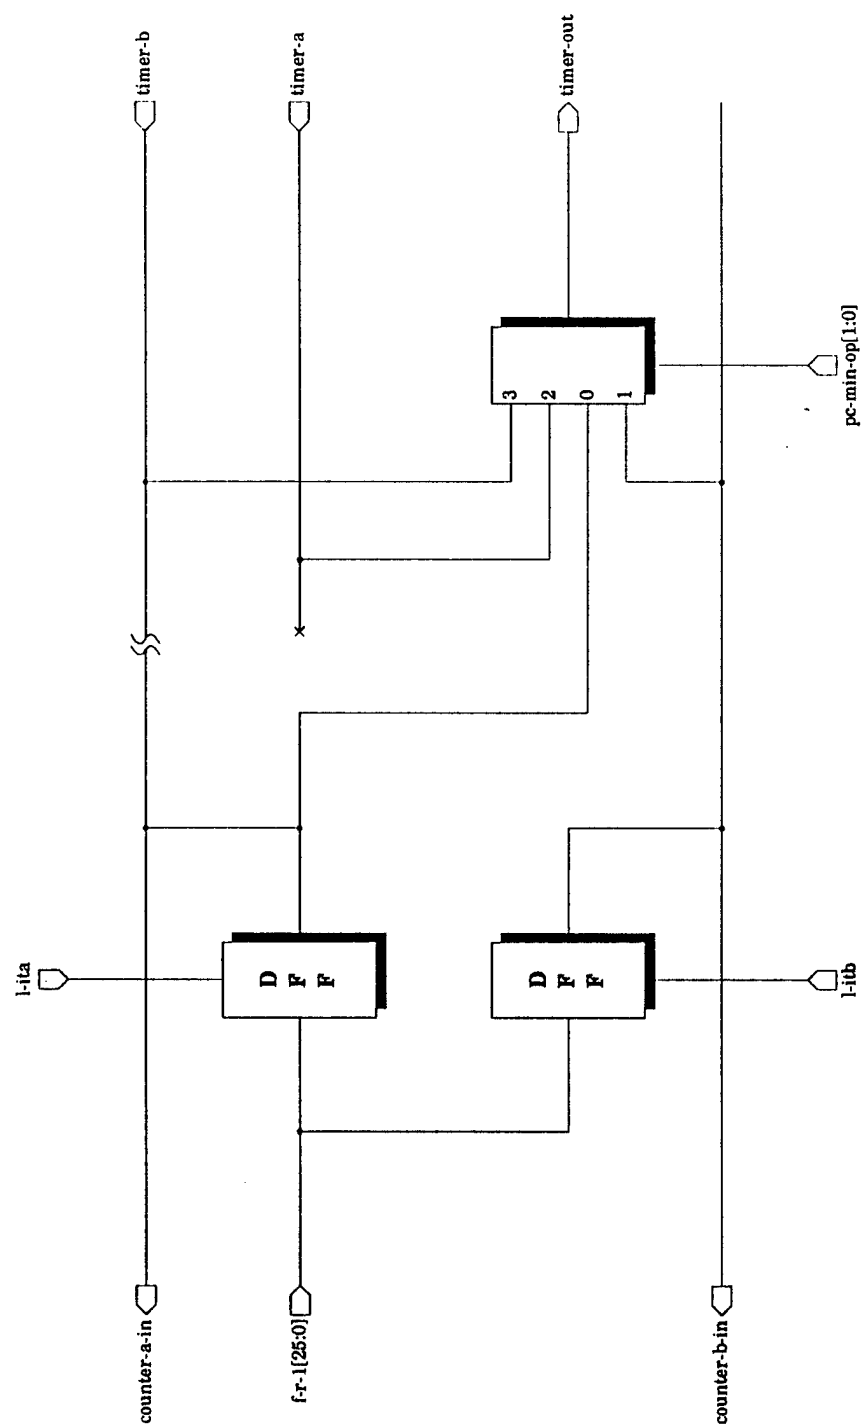 l-ita
counter-a-in
timer-b
D
F
F
f-r-1[25:0]
timer-a
3
2
0
1
D
F
F
timer-out
counter-b-in
l-itb
pc-min-op[1:0]